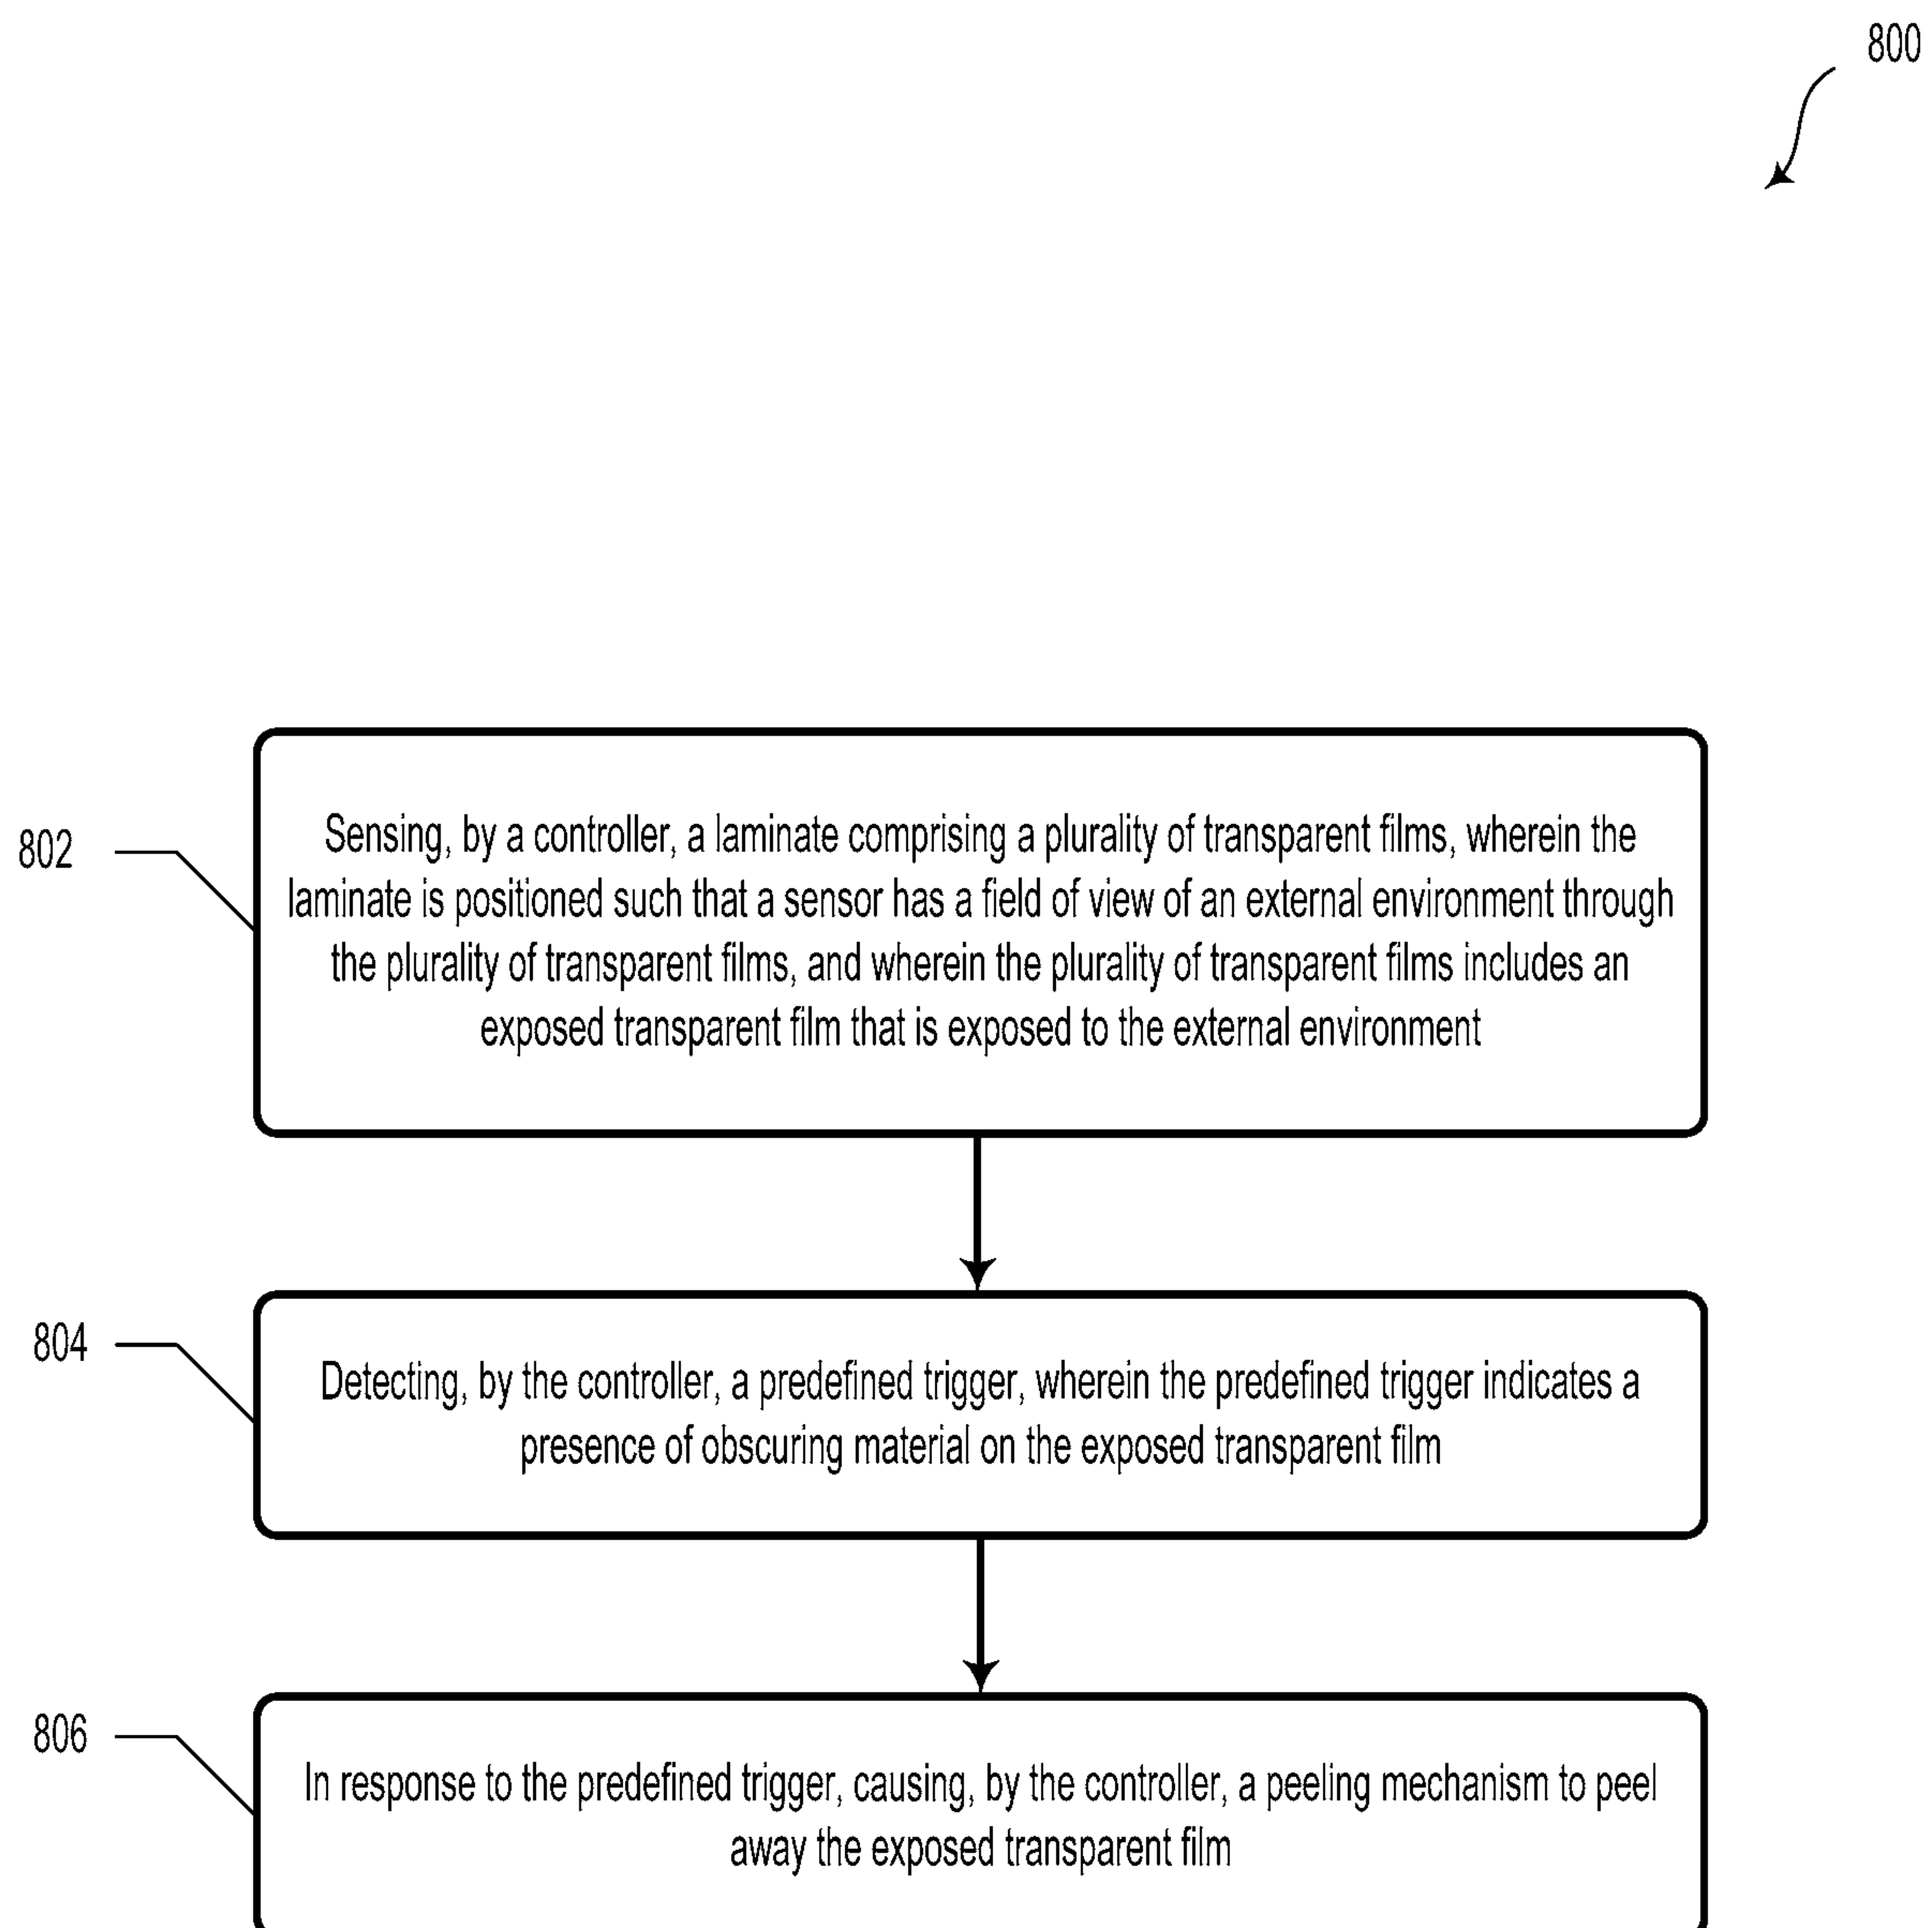 800
802
Sensing, by a controller, a laminate comprising a plurality of transparent films, wherein the
laminate is positioned such that a sensor has a field of view of an external environment through
the plurality of transparent films, and wherein the plurality of transparent films includes an
exposed transparent film that is exposed to the external environment
804
Detecting, by the controller, a predefined trigger, wherein the predefined trigger indicates a
presence of obscuring material on the exposed transparent film
806
In response to the predefined trigger, causing, by the controller, a peeling mechanism to peel
away the exposed transparent film